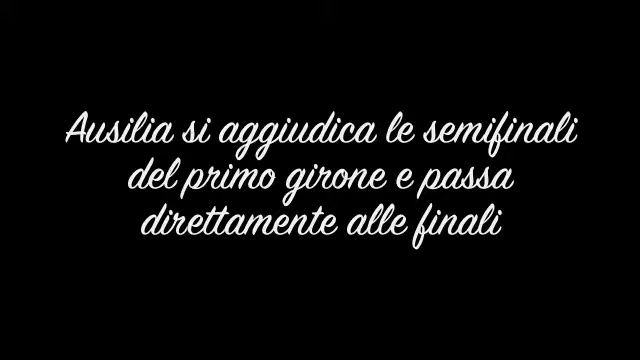 Ausilia si aggiudica le semifinali
del primo girone e passa
direttamente alle finali